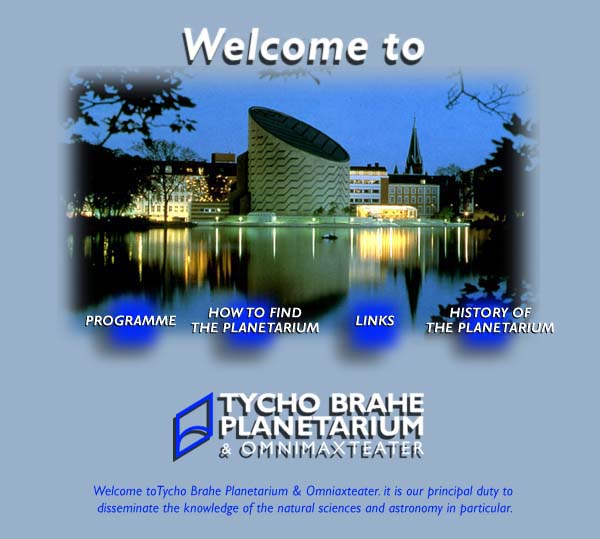 Welcome to
PROGRAMME
HOW TO FIND
THE PLANETARIUM
LINKS
HISTORY OF
THE PLANETARIUM
TYCHO BRAHE
PLANETARIUM
& OMNIMAXTEATER
Welcome toTycho Brahe Planetarium & Omniaxteater. it is our principal duty to
disseminate the knowledge of the natural sciences and astronomy in particular.